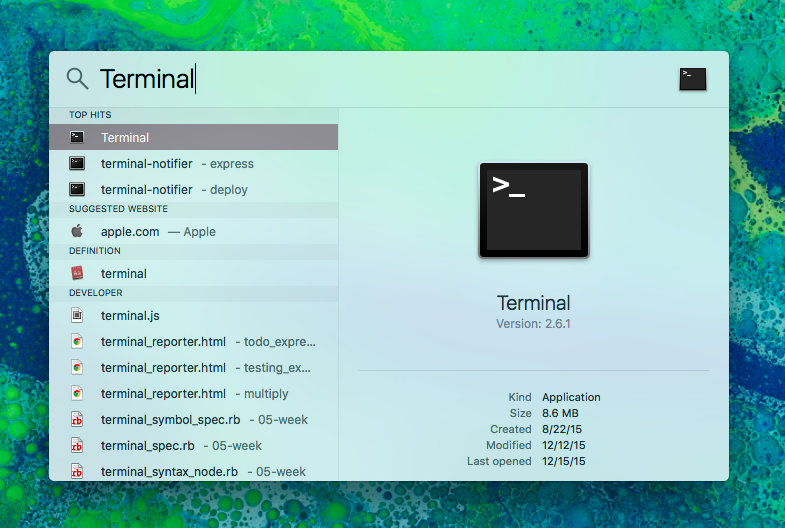 Terminal
TOP HITS
Terminal
terminal-notifier - express
terminal-notifier - deploy
SUGGESTED WEBSITE
apple.com — Apple
DEFINITION
terminal
DEVELOPER
terminal.js
terminal_reporter.html - todo_expre...
terminal_reporter.html - testing_ex...
terminal_reporter.html - multiply
terminal_symbol_spec.rb - 05-week
terminal_spec.rb - 05-week
terminal_syntax_node.rb - 05-week
>_
Terminal
Version: 2.6.1
Kind Application
Size 8.6 MB
Created 8/22/15
Modified 12/12/15
Last opened 12/15/15